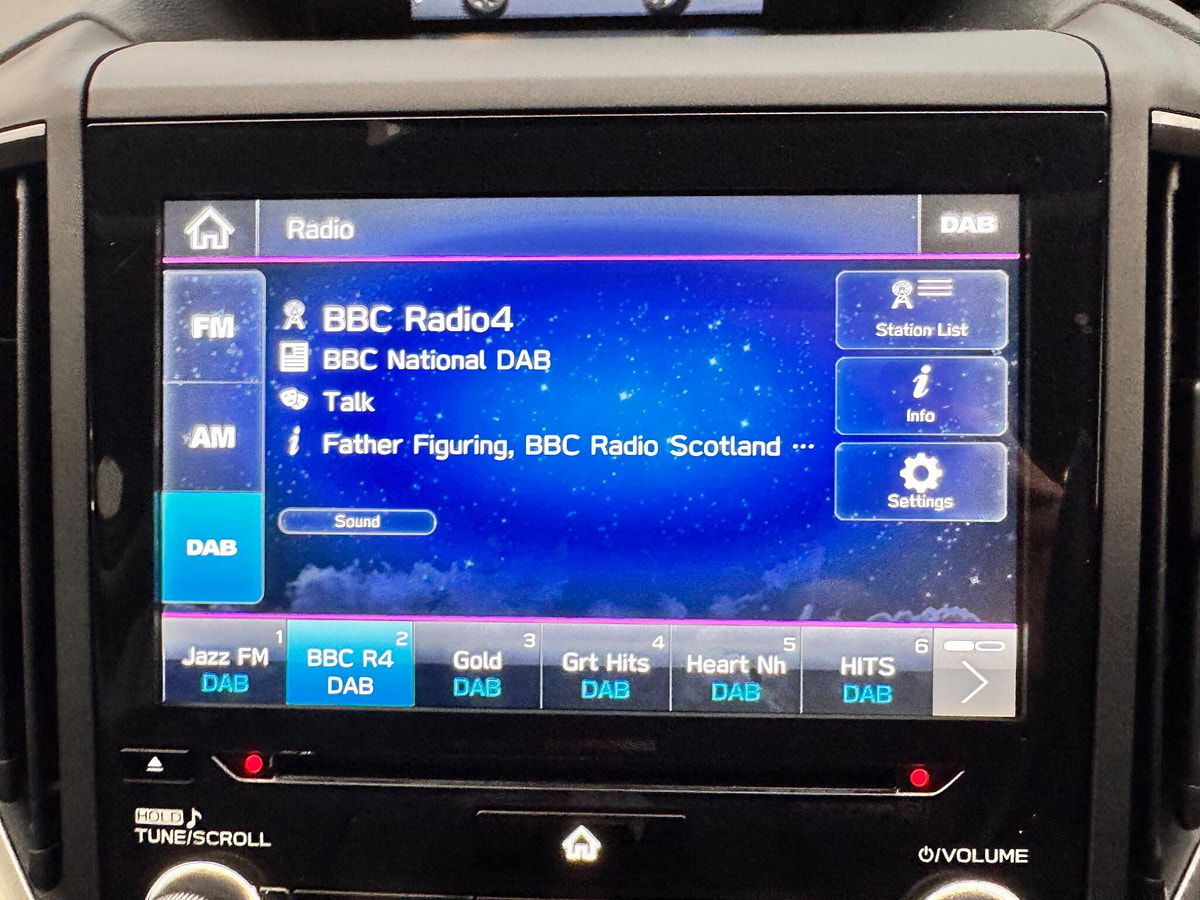 Radio
DAB
FM
BBC Radio4
Station List
BBC National DAB
Talk
Info
AM
Father Figuring, BBC Radio Scotland ...
Settings
DAB
Sound
1
Jazz FM
DAB
2
BBC R4
DAB
3
Gold
DAB
4
Grt Hits
DAB
5
Heart Nh
DAB
6
HITS
DAB
HOLD
TUNE/SCROLL
/VOLUME